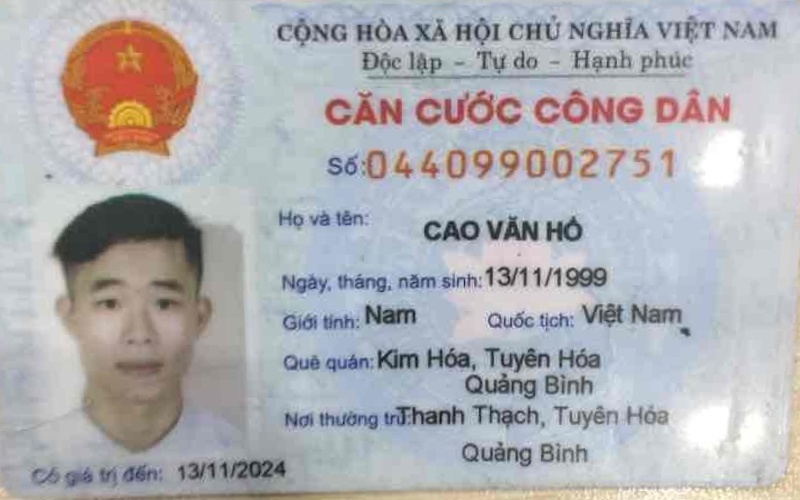 CỘNG HÒA XÃ HỘI CHỦ NGHĨA VIỆT NAM
Độc lập - Tự do - Hạnh phúc
CĂN CƯỚC CÔNG DÂN
Số: 044099002751
Họ và tên: CAO VĂN HỒ
Ngày, tháng, năm sinh: 13/11/1999
Giới tính: Nam Quốc tịch: Việt Nam
Quê quán: Kim Hóa, Tuyên Hóa
Quảng Bình
Nơi thường trú: Thanh Thạch, Tuyên Hóa
Quảng Bình
Có giá trị đến: 13/11/2024